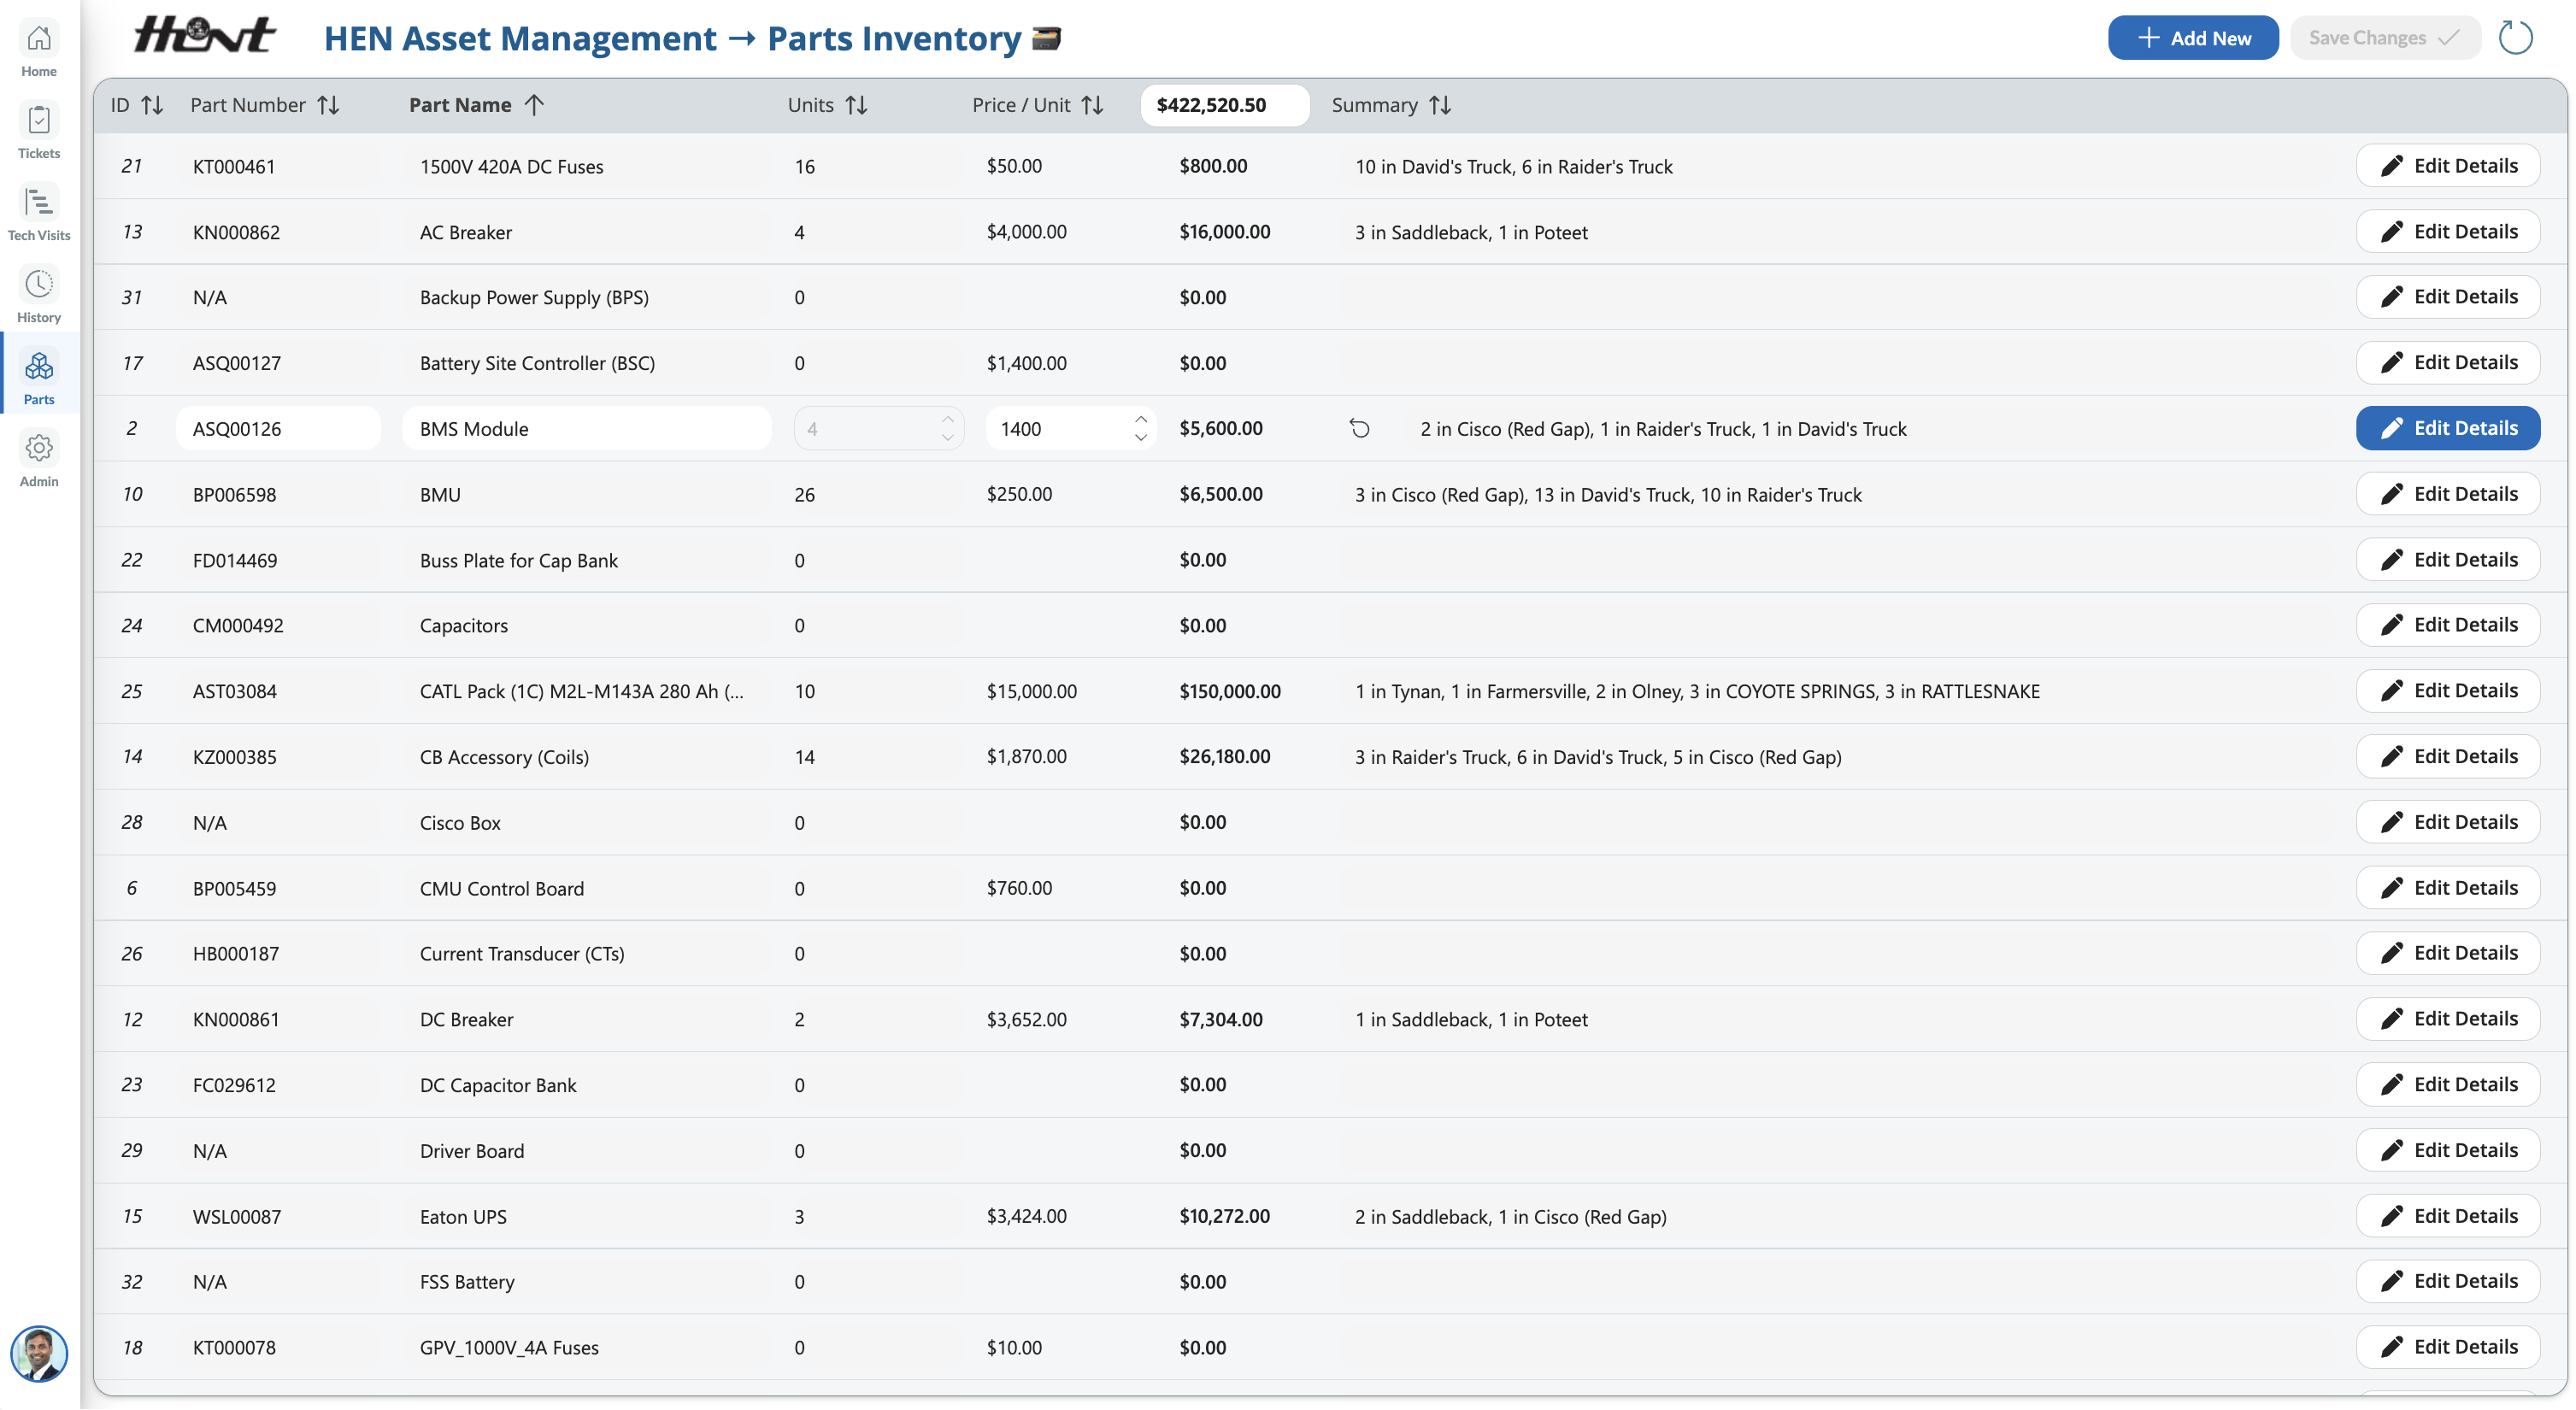 Hent
HEN Asset Management → Parts Inventory
Add New
Save Changes
Home
Tickets
Tech Visits
History
Parts
Admin
ID Part Number Part Name Units Price / Unit $422,520.50 Summary
21 KT000461 1500V 420A DC Fuses 16 $50.00 $800.00 10 in David's Truck, 6 in Raider's Truck Edit Details
13 KN000862 AC Breaker 4 $4,000.00 $16,000.00 3 in Saddleback, 1 in Poteet Edit Details
31 N/A Backup Power Supply (BPS) 0 $0.00 Edit Details
17 ASQ00127 Battery Site Controller (BSC) 0 $1,400.00 $0.00 Edit Details
2 ASQ00126 BMS Module 4 1400 $5,600.00 2 in Cisco (Red Gap), 1 in Raider's Truck, 1 in David's Truck Edit Details
10 BP006598 BMU 26 $250.00 $6,500.00 3 in Cisco (Red Gap), 13 in David's Truck, 10 in Raider's Truck Edit Details
22 FD014469 Buss Plate for Cap Bank 0 $0.00 Edit Details
24 CM000492 Capacitors 0 $0.00 Edit Details
25 AST03084 CATL Pack (1C) M2L-M143A 280 Ah (... 10 $15,000.00 $150,000.00 1 in Tynan, 1 in Farmersville, 2 in Olney, 3 in COYOTE SPRINGS, 3 in RATTLESNAKE Edit Details
14 KZ000385 CB Accessory (Coils) 14 $1,870.00 $26,180.00 3 in Raider's Truck, 6 in David's Truck, 5 in Cisco (Red Gap) Edit Details
28 N/A Cisco Box 0 $0.00 Edit Details
6 BP005459 CMU Control Board 0 $760.00 $0.00 Edit Details
26 HB000187 Current Transducer (CTs) 0 $0.00 Edit Details
12 KN000861 DC Breaker 2 $3,652.00 $7,304.00 1 in Saddleback, 1 in Poteet Edit Details
23 FC029612 DC Capacitor Bank 0 $0.00 Edit Details
29 N/A Driver Board 0 $0.00 Edit Details
15 WSL00087 Eaton UPS 3 $3,424.00 $10,272.00 2 in Saddleback, 1 in Cisco (Red Gap) Edit Details
32 N/A FSS Battery 0 $0.00 Edit Details
18 KT000078 GPV_1000V_4A Fuses 0 $10.00 $0.00 Edit Details